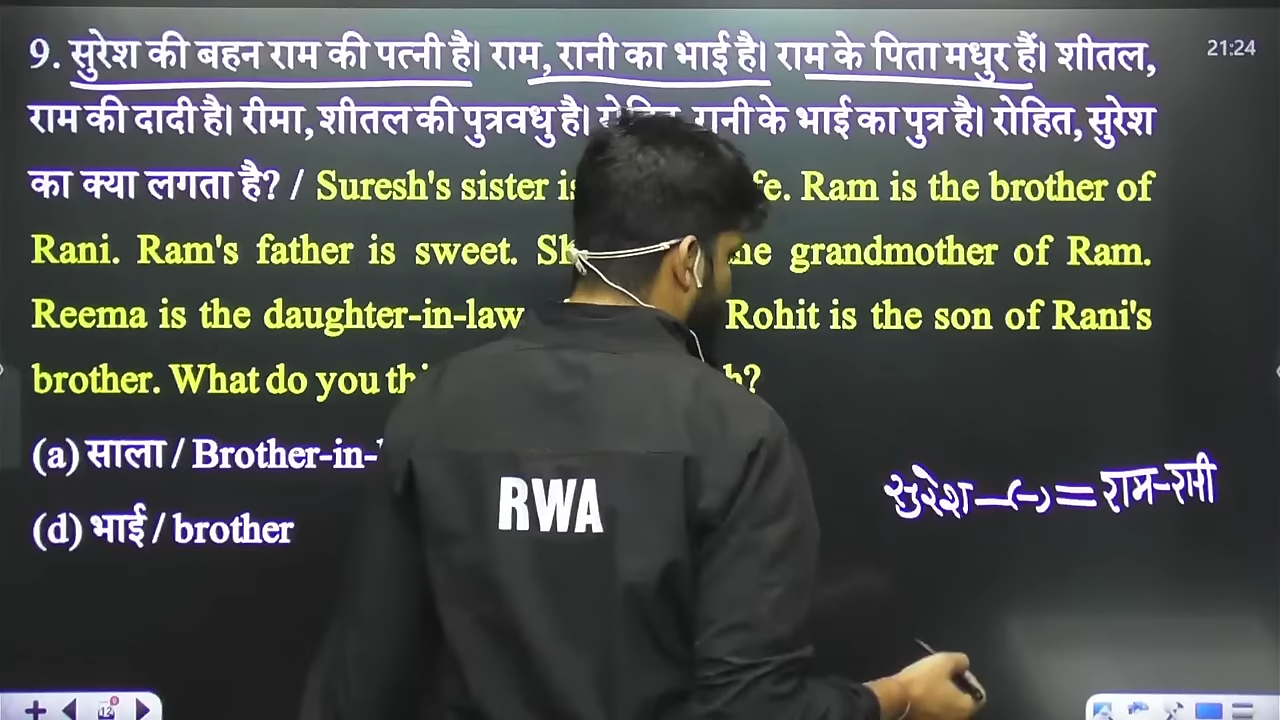 9. सुरेश की बहन राम की पत्नी है। राम, रानी का भाई है। राम के पिता मधुर हैं। शीतल,
21:24
राम की दादी है। रीमा, शीतल की पुत्रवधु है। रानी के भाई का पुत्र है। रोहित, सुरेश
का क्या लगता है? / Suresh's sister is Ram is the brother of
Rani. Ram's father is sweet. grandmother of Ram.
Reema is the daughter-in-law Rohit is the son of Rani's
brother. What do you
(a) साला / Brother-in-
सुरेश -(-)= राम-रानी
RWA
(d) भाई / brother